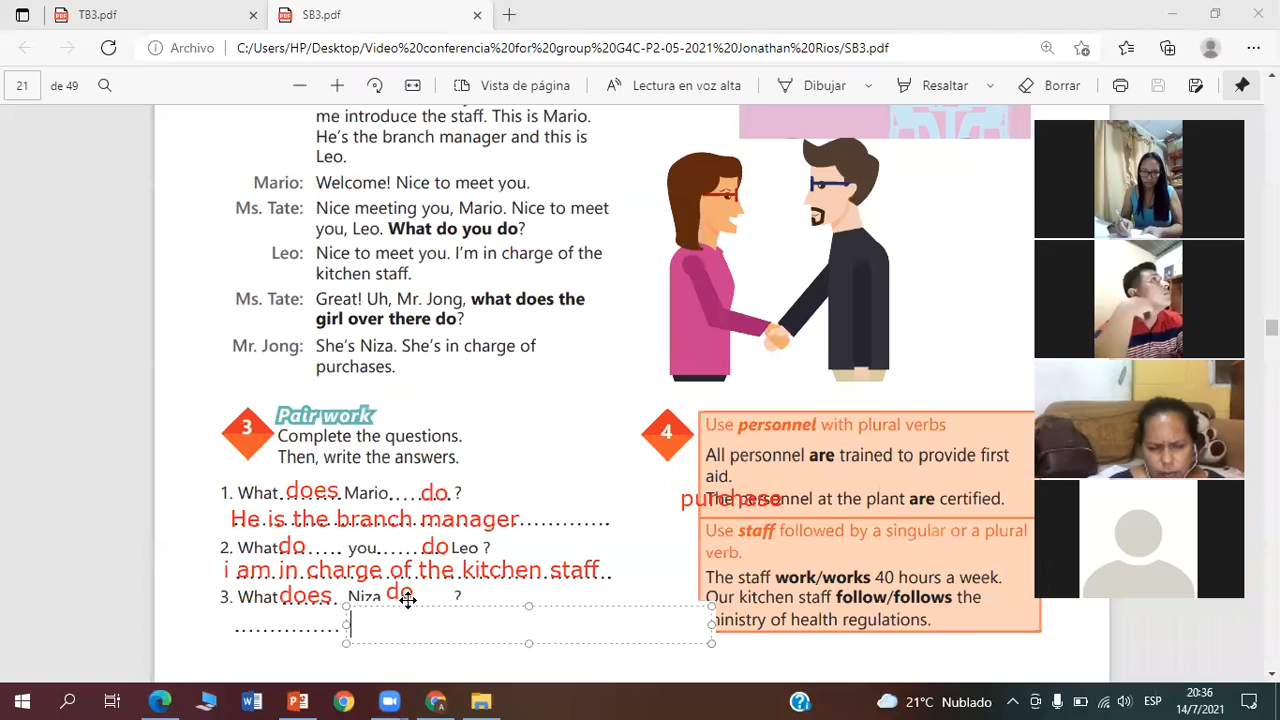 TB3.pdf
SB3.pdf
Archivo
C:/Users/HP/Desktop/Video%20conferencia%20for%20group%20G4C-P2-05-2021%20Jonathan%20Rios/SB3.pdf
21 de 49
Vista de página
Lectura en voz alta
Dibujar
Resaltar
Borrar
me introduce the staff. This is Mario.
He's the branch manager and this is
Leo.
Mario: Welcome! Nice to meet you.
Ms. Tate: Nice meeting you, Mario. Nice to meet
you, Leo. What do you do?
Leo: Nice to meet you. I'm in charge of the
kitchen staff.
Ms. Tate: Great! Uh, Mr. Jong, what does the
girl over there do?
Mr. Jong: She's Niza. She's in charge of
purchases.
3 Pair work
Complete the questions.
Then, write the answers.
1. What does Mario do ?
He is the branch manager
2. What do you do Leo ?
i am in charge of the kitchen staff
3. What does Niza do ?
4
Use personnel with plural verbs
All personnel are trained to provide first
aid.
purchase
The personnel at the plant are certified.
Use staff followed by a singular or a plural
verb.
The staff work/works 40 hours a week.
Our kitchen staff follow/follows the
ministry of health regulations.
21°C Nublado
ESP
20:36
14/7/2021